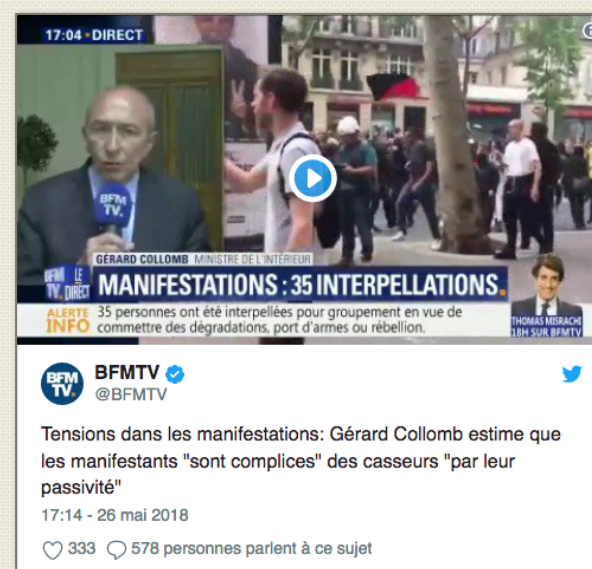 17:04 • DIRECT
BFM
TV.
GÉRARD COLLOMB MINISTRE DE L'INTÉRIEUR
BFM LE
TV. DIRECT
MANIFESTATIONS : 35 INTERPELLATIONS.
ALERTE
INFO
35 personnes ont été interpellées pour groupement en vue de
commettre des dégradations, port d'armes ou rébellion.
THOMAS MISRACHI
18H SUR BFMTV
BFM
TV.
BFMTV
@BFMTV
Tensions dans les manifestations: Gérard Collomb estime que
les manifestants "sont complices" des casseurs "par leur
passivité"
17:14 - 26 mai 2018
333 578 personnes parlent à ce sujet